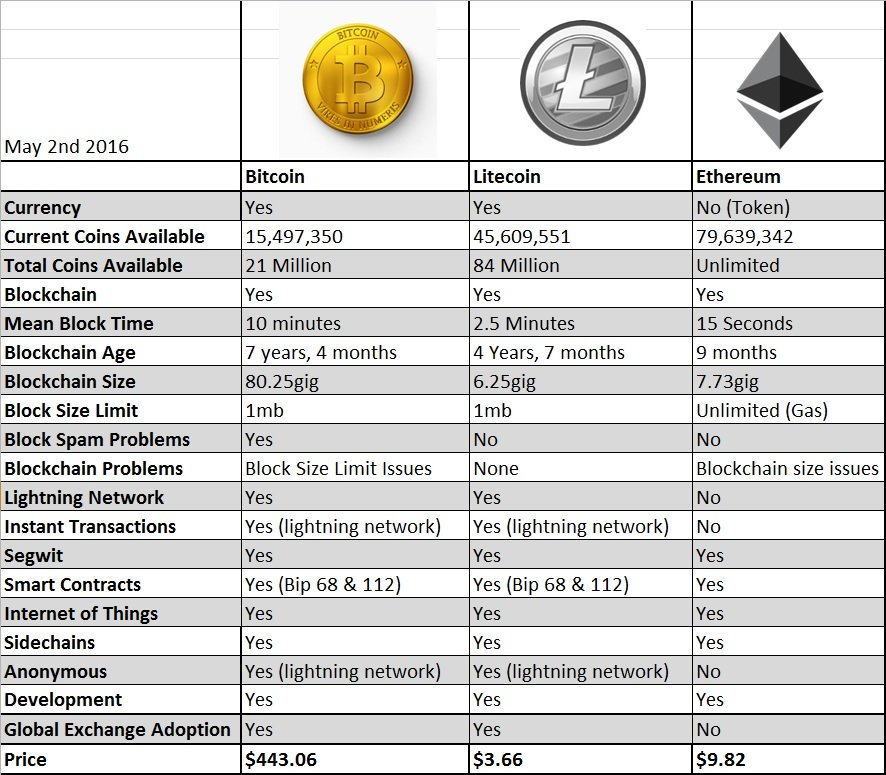 BITCOIN
B
VIRES IN NUMERIS
Ł
May 2nd 2016
Bitcoin Litecoin Ethereum
Currency Yes Yes No (Token)
Current Coins Available 15,497,350 45,609,551 79,639,342
Total Coins Available 21 Million 84 Million Unlimited
Blockchain Yes Yes Yes
Mean Block Time 10 minutes 2.5 Minutes 15 Seconds
Blockchain Age 7 years, 4 months 4 Years, 7 months 9 months
Blockchain Size 80.25gig 6.25gig 7.73gig
Block Size Limit 1mb 1mb Unlimited (Gas)
Block Spam Problems Yes No No
Blockchain Problems Block Size Limit Issues None Blockchain size issues
Lightning Network Yes Yes No
Instant Transactions Yes (lightning network) Yes (lightning network) No
Segwit Yes Yes Yes
Smart Contracts Yes (Bip 68 & 112) Yes (Bip 68 & 112) Yes
Internet of Things Yes Yes Yes
Sidechains Yes Yes Yes
Anonymous Yes (lightning network) Yes (lightning network) No
Development Yes Yes Yes
Global Exchange Adoption Yes Yes No
Price $443.06 $3.66 $9.82